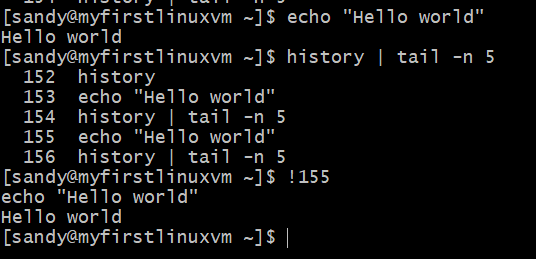 [sandy@myfirstlinuxvm ~]$ echo "Hello world"
Hello world
[sandy@myfirstlinuxvm ~]$ history | tail -n 5
  152  history
  153  echo "Hello world"
  154  history | tail -n 5
  155  echo "Hello world"
  156  history | tail -n 5
[sandy@myfirstlinuxvm ~]$ !155
echo "Hello world"
Hello world
[sandy@myfirstlinuxvm ~]$